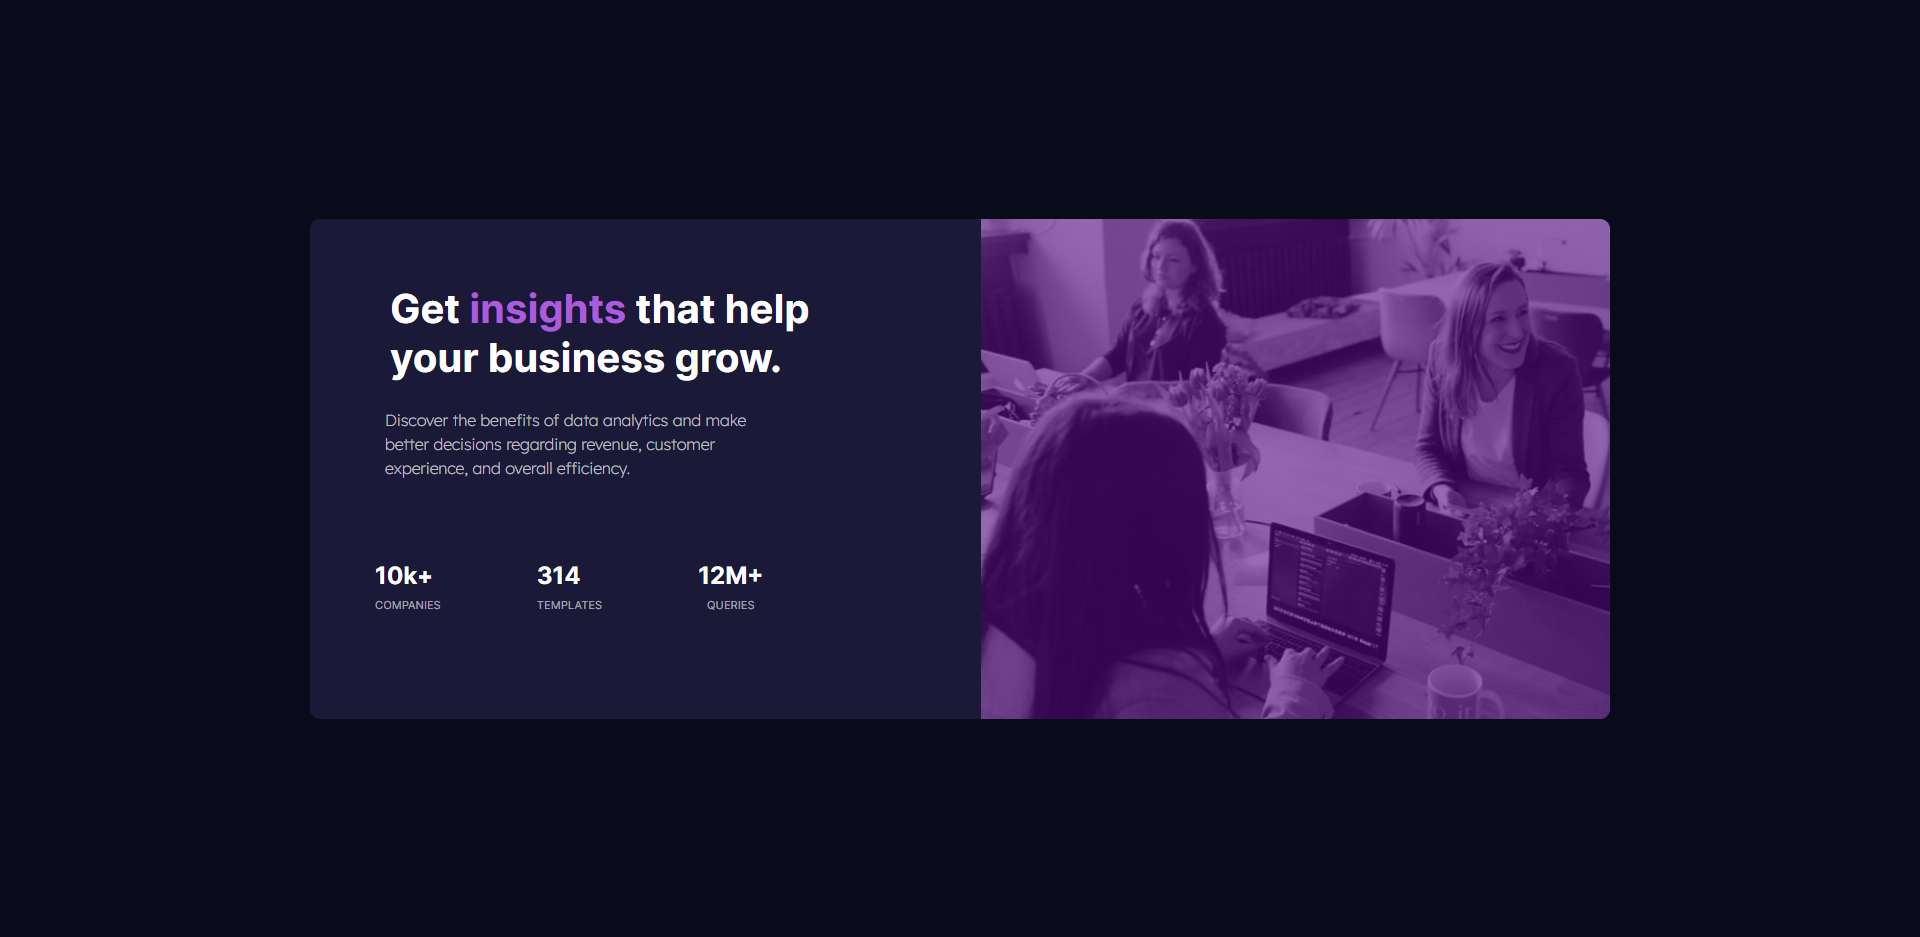 Get insights that help
your business grow.
Discover the benefits of data analytics and make
better decisions regarding revenue, customer
experience, and overall efficiency.
10k+ 314 12M+
COMPANIES TEMPLATES QUERIES